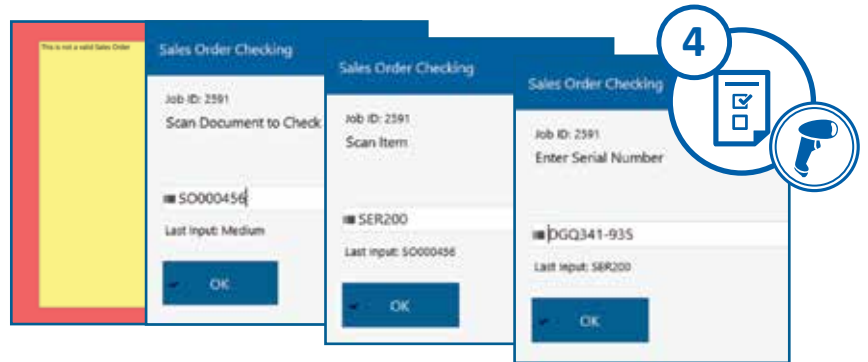 This is not a valid Sales Order
Sales Order Checking
Job ID: 2591
Scan Document to Check
SO000456
Last input: Medium
OK
Sales Order Checking
Job ID: 2591
Scan Item
SER200
Last input: SO000456
OK
Sales Order Checking
Job ID: 2591
Enter Serial Number
DGQ341-935
Last input: SER200
OK
4